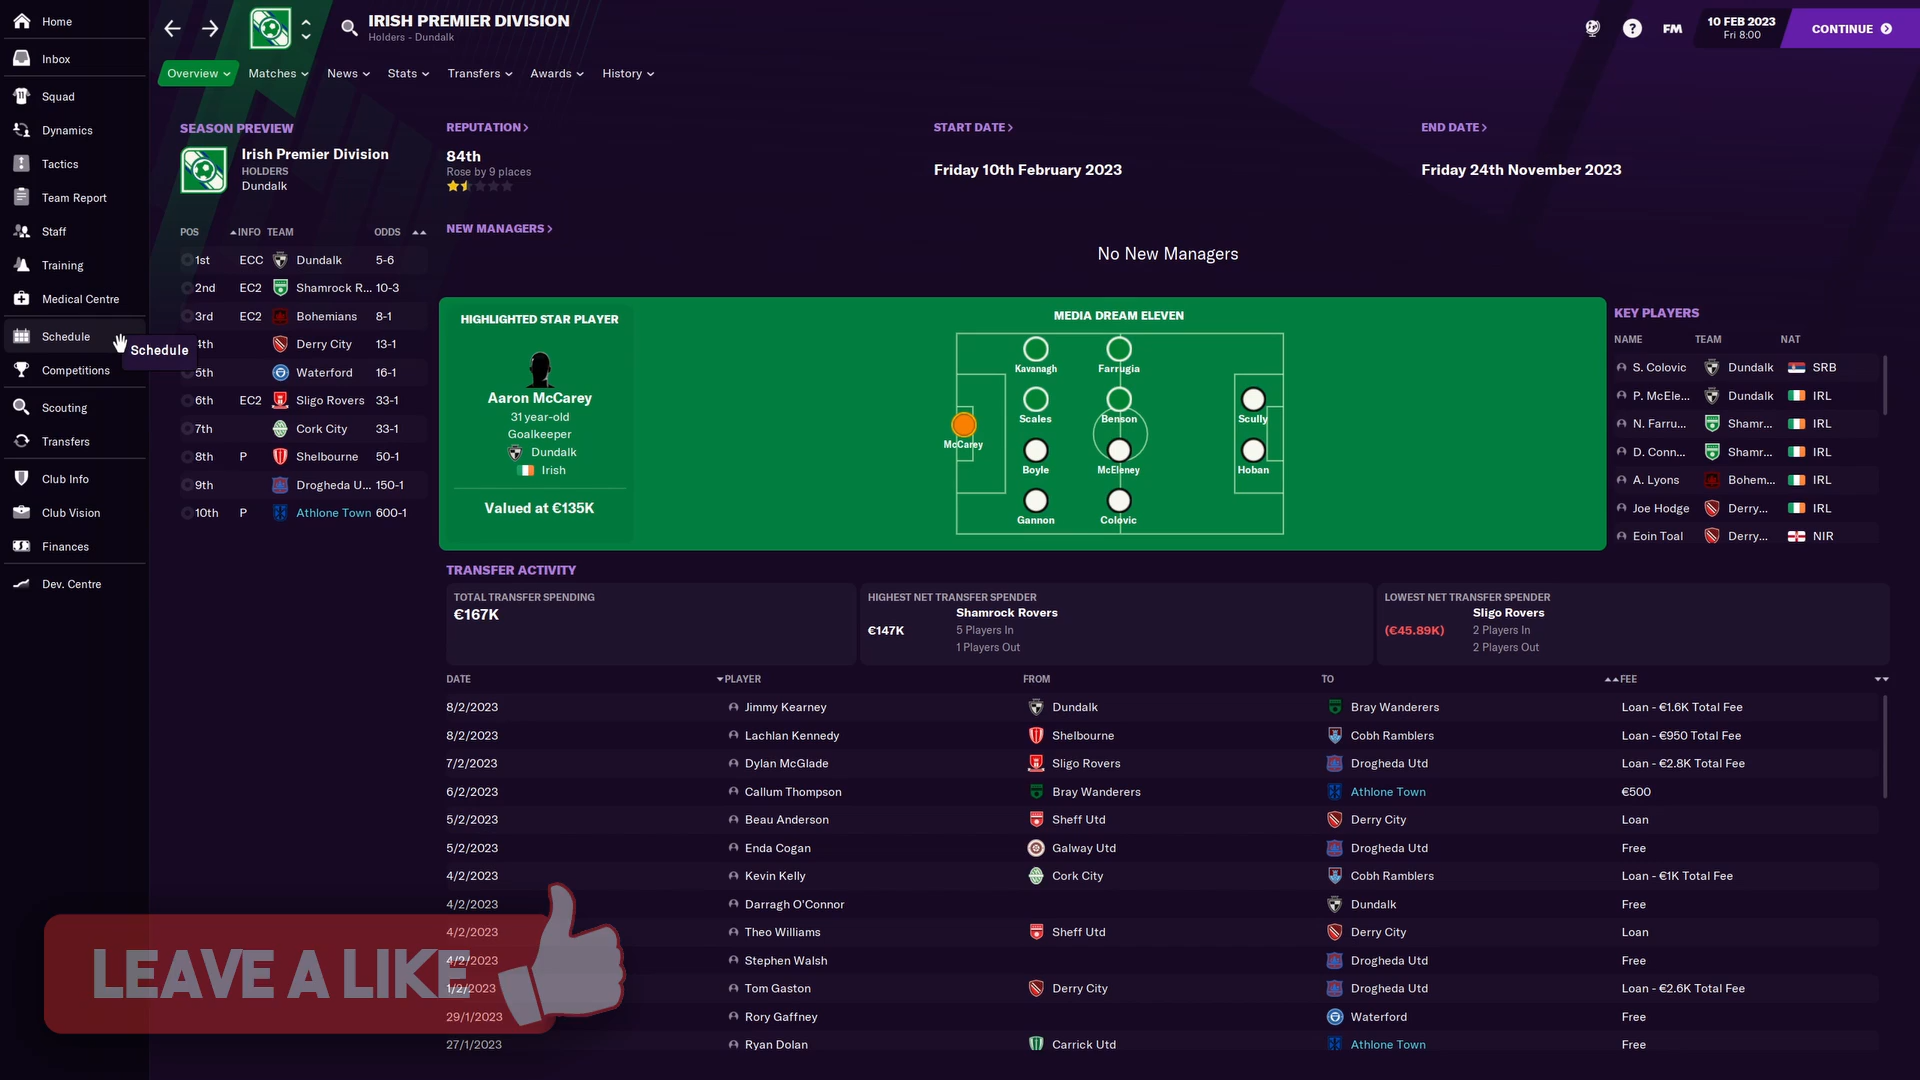 Home
Inbox
Squad
Dynamics
Tactics
Team Report
Staff
Training
Medical Centre
Schedule
Schedule
Competitions
Scouting
Transfers
Club Info
Club Vision
Finances
Dev. Centre
IRISH PREMIER DIVISION
Holders - Dundalk
? FM
10 FEB 2023
Fri 8:00
CONTINUE
Overview Matches News Stats Transfers Awards History
SEASON PREVIEW
Irish Premier Division
HOLDERS
Dundalk
REPUTATION
84th
Rose by 9 places
START DATE
Friday 10th February 2023
END DATE
Friday 24th November 2023
POS INFO TEAM ODDS
1st ECC Dundalk 5-6
2nd EC2 Shamrock R... 10-3
3rd EC2 Bohemians 8-1
4th Derry City 13-1
5th Waterford 16-1
6th EC2 Sligo Rovers 33-1
7th Cork City 33-1
8th P Shelbourne 50-1
9th Drogheda U... 150-1
10th P Athlone Town 600-1
NEW MANAGERS
No New Managers
HIGHLIGHTED STAR PLAYER
Aaron McCarey
31 year-old
Goalkeeper
Dundalk
Irish
Valued at €135K
MEDIA DREAM ELEVEN
Kavanagh Farrugia
Scales Benson Scully
McCarey
Boyle McEleney Hoban
Gannon Colovic
KEY PLAYERS
NAME TEAM NAT
S. Colovic Dundalk SRB
P. McEle... Dundalk IRL
N. Farru... Shamr... IRL
D. Conn... Shamr... IRL
A. Lyons Bohem... IRL
Joe Hodge Derry... IRL
Eoin Toal Derry... NIR
TRANSFER ACTIVITY
TOTAL TRANSFER SPENDING
€167K
HIGHEST NET TRANSFER SPENDER
Shamrock Rovers
€147K 5 Players In
1 Players Out
LOWEST NET TRANSFER SPENDER
Sligo Rovers
(€45.89K) 2 Players In
2 Players Out
DATE PLAYER FROM TO FEE
8/2/2023 Jimmy Kearney Dundalk Bray Wanderers Loan - €1.6K Total Fee
8/2/2023 Lachlan Kennedy Shelbourne Cobh Ramblers Loan - €950 Total Fee
7/2/2023 Dylan McGlade Sligo Rovers Drogheda Utd Loan - €2.8K Total Fee
6/2/2023 Callum Thompson Bray Wanderers Athlone Town €500
5/2/2023 Beau Anderson Sheff Utd Derry City Loan
5/2/2023 Enda Cogan Galway Utd Drogheda Utd Free
4/2/2023 Kevin Kelly Cork City Cobh Ramblers Loan - €1K Total Fee
4/2/2023 Darragh O'Connor Dundalk Free
4/2/2023 Theo Williams Sheff Utd Derry City Loan
4/2/2023 Stephen Walsh Drogheda Utd Free
1/2/2023 Tom Gaston Derry City Drogheda Utd Loan - €2.6K Total Fee
29/1/2023 Rory Gaffney Waterford Free
27/1/2023 Ryan Dolan Carrick Utd Athlone Town Free
LEAVE A LIKE